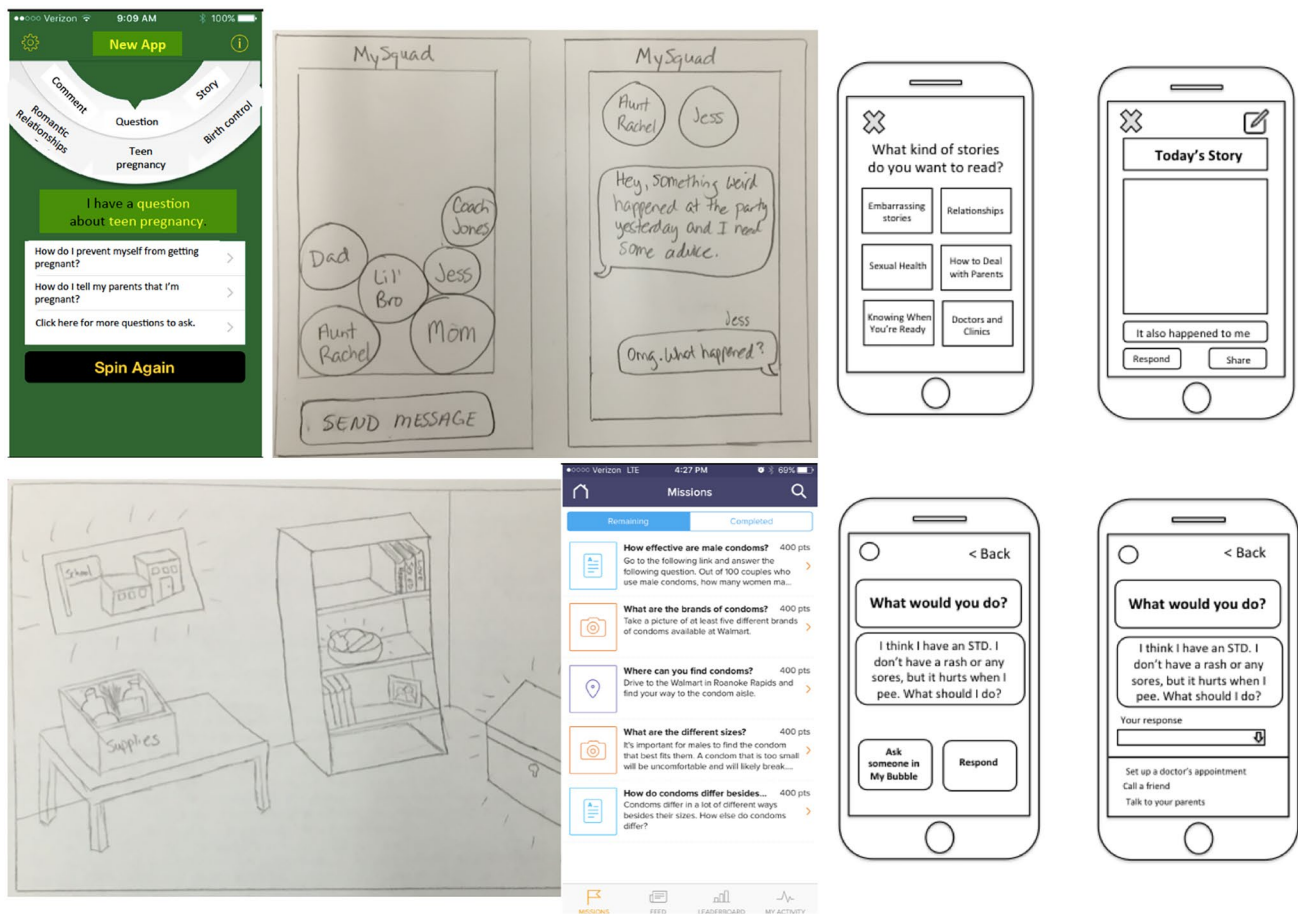 Verizon 9:09 AM 100%
New App
Comment
Question
Story
Romantic
Relationships
Teen
pregnancy
Birth control
I have a question
about teen pregnancy.
How do I prevent myself from getting
pregnant?
How do I tell my parents that I'm
pregnant?
Click here for more questions to ask.
Spin Again
MySquad
Coach
Jones
Dad
Lil'
Bro
Jess
Aunt
Rachel
Mom
SEND MESSAGE
MySquad
Aunt
Rachel
Jess
Hey, something weird
happened at the party
yesterday and I need
some advice.
Jess
Omg. What happened?
What kind of stories
do you want to read?
Embarrassing
stories
Relationships
Sexual Health
How to Deal
with Parents
Knowing When
You're Ready
Doctors and
Clinics
Today's Story
It also happened to me
Respond
Share
School
Supplies
Verizon LTE 4:27 PM 69%
Missions
Remaining
Completed
How effective are male condoms? 400 pts
Go to the following link and answer the
following question. Out of 100 couples who
use male condoms, how many women ma...
What are the brands of condoms? 400 pts
Take a picture of at least five different brands
of condoms available at Walmart.
Where can you find condoms? 400 pts
Drive to the Walmart in Roanoke Rapids and
find your way to the condom aisle.
What are the different sizes? 400 pts
It's important for males to find the condom
that best fits them. A condom that is too small
will be uncomfortable and will likely break....
How do condoms differ besides... 400 pts
Condoms differ in a lot of different ways
besides their sizes. How else do condoms
differ?
MISSIONS
FEED
LEADERBOARD
MY ACTIVITY
< Back
What would you do?
I think I have an STD. I
don't have a rash or any
sores, but it hurts when I
pee. What should I do?
Ask
someone in
My Bubble
Respond
< Back
What would you do?
I think I have an STD. I
don't have a rash or any
sores, but it hurts when I
pee. What should I do?
Your response
Set up a doctor's appointment
Call a friend
Talk to your parents